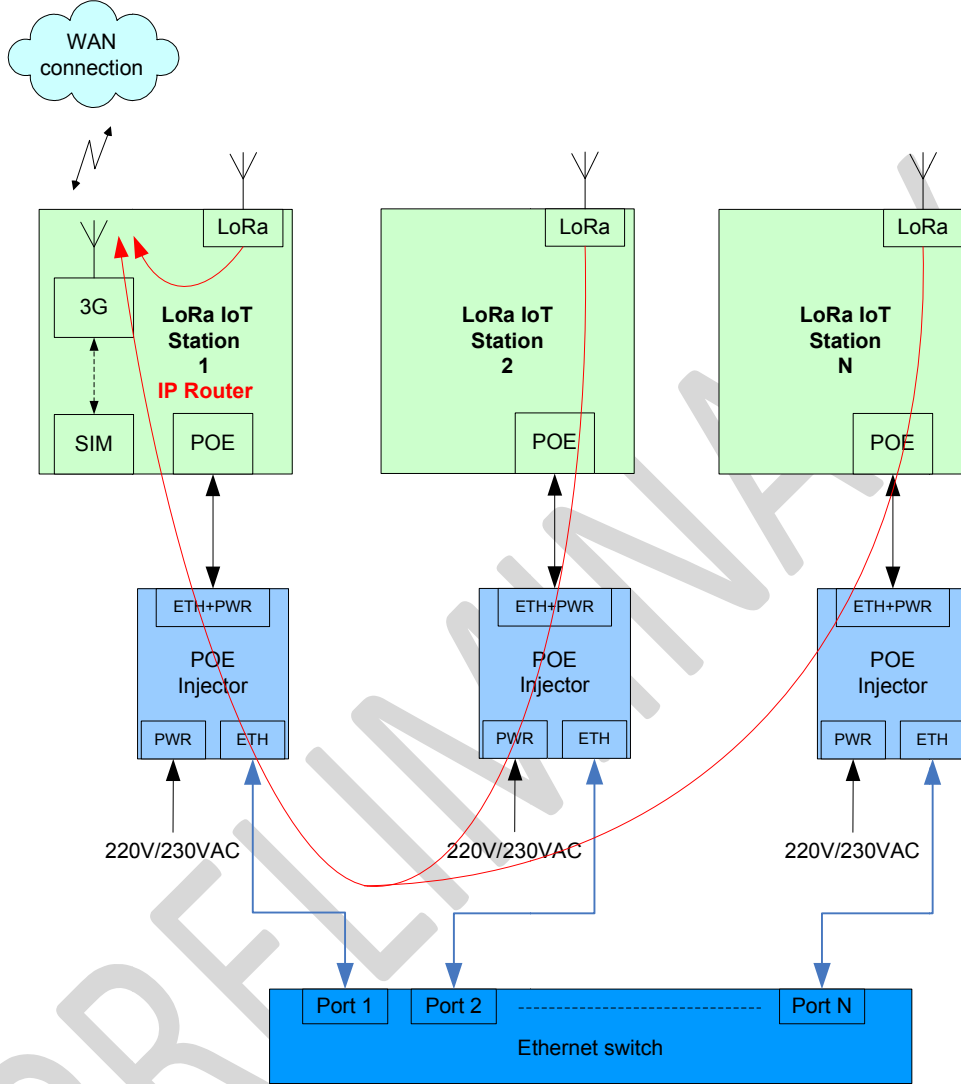 WAN
connection
LoRa
LoRa
LoRa
3G
LoRa IoT
Station
1
IP Router
LoRa IoT
Station
2
LoRa IoT
Station
N
SIM
POE
POE
POE
ETH+PWR
ETH+PWR
ETH+PWR
POE
Injector
POE
Injector
POE
Injector
PWR
ETH
PWR
ETH
PWR
ETH
220V/230VAC
220V/230VAC
220V/230VAC
Port 1
Port 2
Port N
Ethernet switch
PRELIMINARY